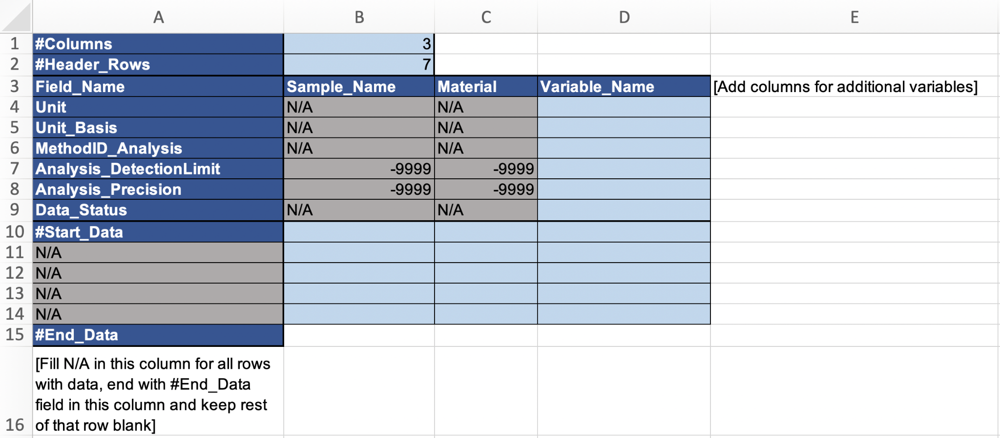 A B C D E
1 #Columns 3
2 #Header_Rows 7
3 Field_Name Sample_Name Material Variable_Name [Add columns for additional variables]
4 Unit N/A N/A
5 Unit_Basis N/A N/A
6 MethodID_Analysis N/A N/A
7 Analysis_DetectionLimit -9999 -9999
8 Analysis_Precision -9999 -9999
9 Data_Status N/A N/A
10 #Start_Data
11 N/A
12 N/A
13 N/A
14 N/A
15 #End_Data
[Fill N/A in this column for all rows
with data, end with #End_Data
field in this column and keep rest
16 of that row blank]